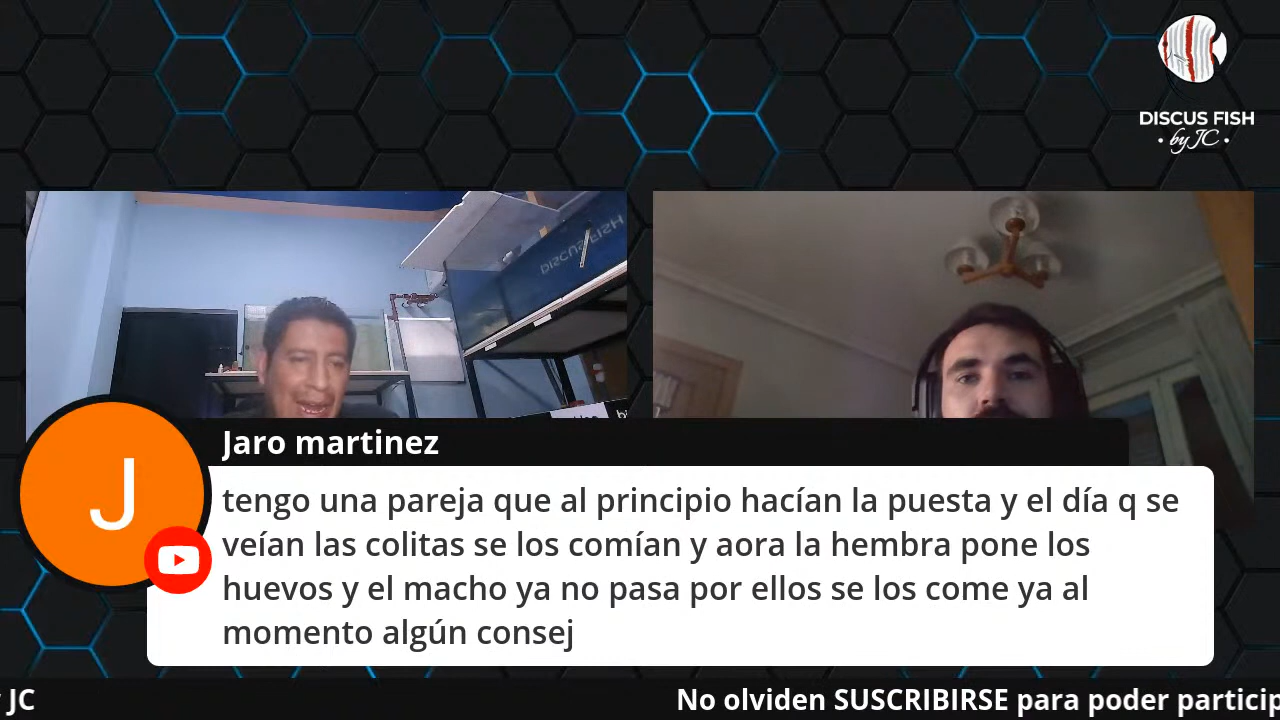 DISCUS FISH
• by JC •
DISCUS FISH
Jaro martinez
J
tengo una pareja que al principio hacían la puesta y el día q se
veían las colitas se los comían y aora la hembra pone los
huevos y el macho ya no pasa por ellos se los come ya al
momento algún consej
JC
No olviden SUSCRIBIRSE para poder particip